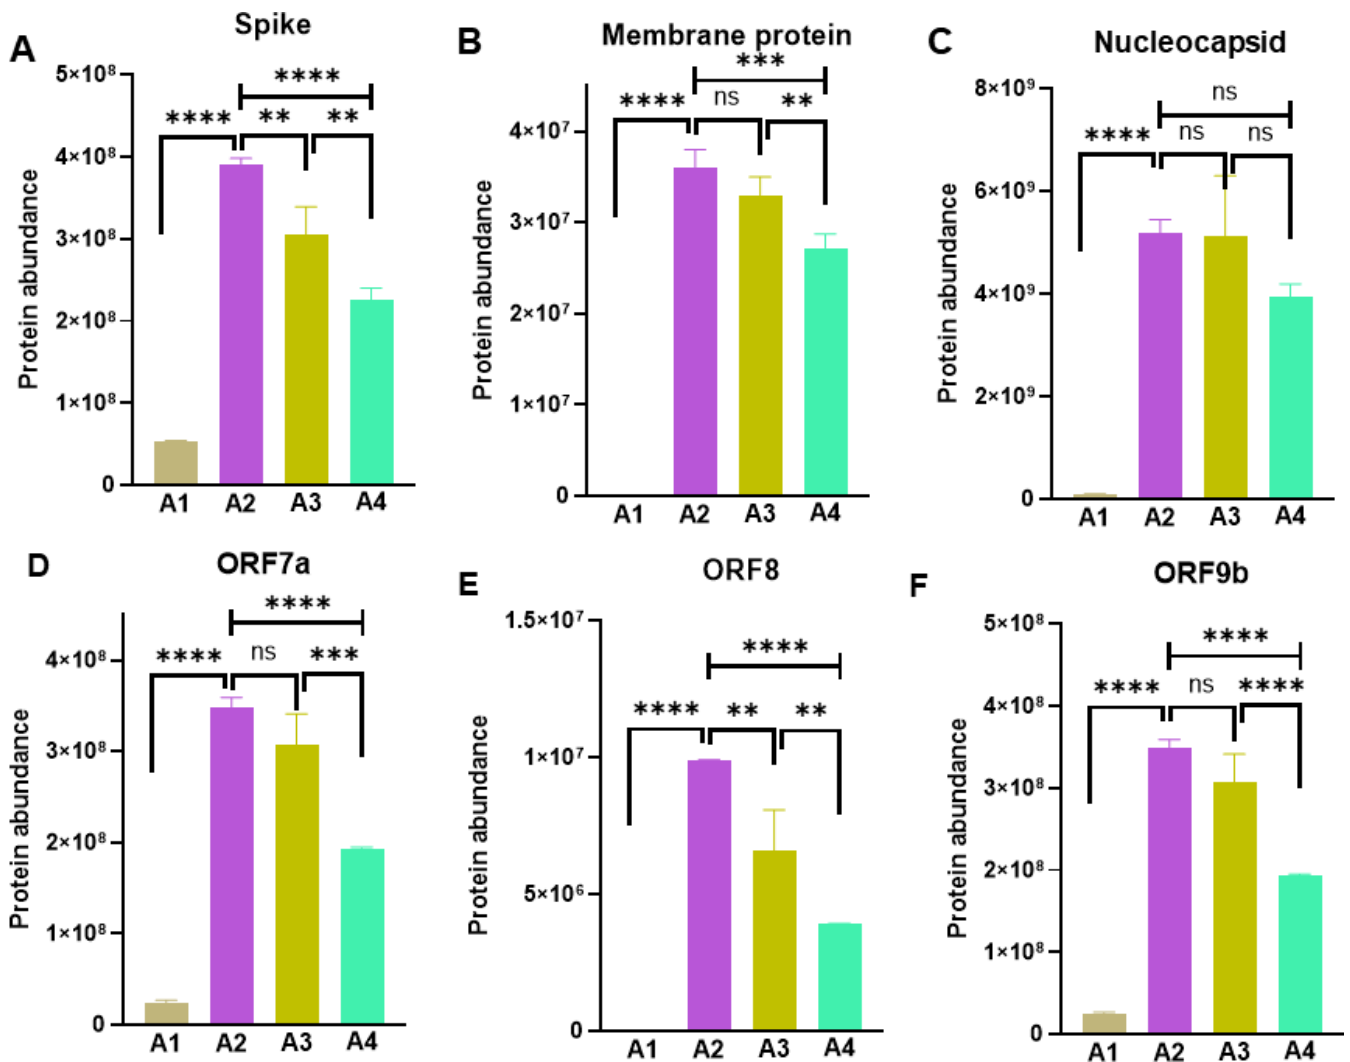 A
Spike
5×10⁸
4×10⁸
3×10⁸
2×10⁸
1×10⁸
0
Protein abundance
****
**** ** **
A1 A2 A3 A4
B
Membrane protein
4×10⁷
3×10⁷
2×10⁷
1×10⁷
0
Protein abundance
***
**** ns **
A1 A2 A3 A4
C
Nucleocapsid
8×10⁹
6×10⁹
4×10⁹
2×10⁹
0
Protein abundance
ns
**** ns ns
A1 A2 A3 A4
D
ORF7a
4×10⁸
3×10⁸
2×10⁸
1×10⁸
0
Protein abundance
****
**** ns ***
A1 A2 A3 A4
E
ORF8
1.5×10⁷
1×10⁷
5×10⁶
0
Protein abundance
****
**** ** **
A1 A2 A3 A4
F
ORF9b
5×10⁸
4×10⁸
3×10⁸
2×10⁸
1×10⁸
0
Protein abundance
****
**** ns ****
A1 A2 A3 A4